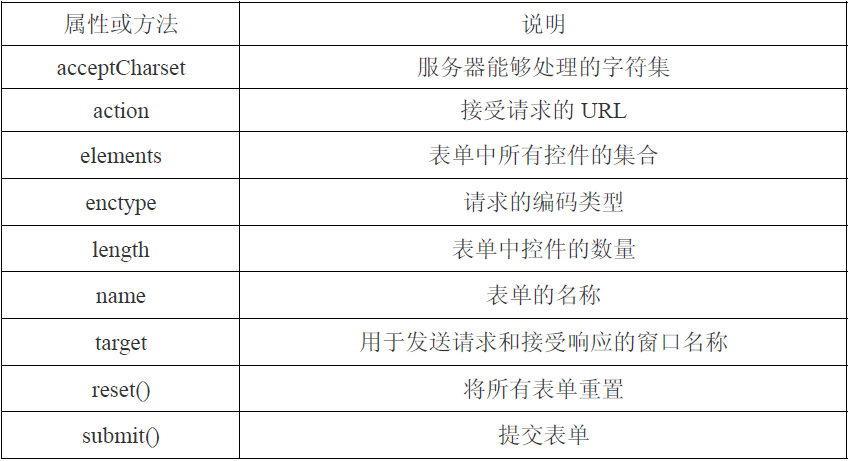 属性或方法 说明
acceptCharset 服务器能够处理的字符集
action 接受请求的 URL
elements 表单中所有控件的集合
enctype 请求的编码类型
length 表单中控件的数量
name 表单的名称
target 用于发送请求和接受响应的窗口名称
reset() 将所有表单重置
submit() 提交表单